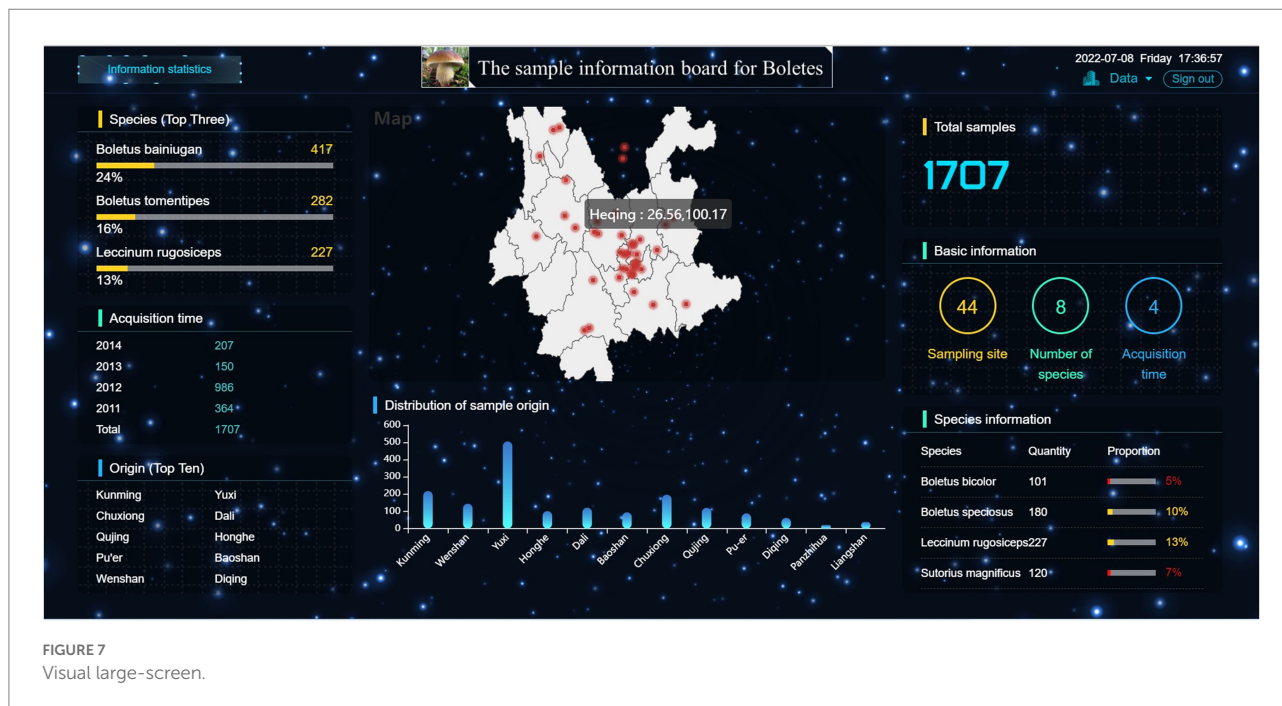 Information statistics
The sample information board for Boletes
2022-07-08 Friday 17:36:57
Data
Sign out
Species (Top Three)
Boletus bainiugan 417
24%
Boletus tomentipes 282
16%
Leccinum rugosiceps 227
13%
Acquisition time
2014 207
2013 150
2012 986
2011 364
Total 1707
Origin (Top Ten)
Kunming Yuxi
Chuxiong Dali
Qujing Honghe
Pu'er Baoshan
Wenshan Diqing
Map
Heqing : 26.56,100.17
Distribution of sample origin
600
500
400
300
200
100
0
Kunming
Wenshan
Yuxi
Honghe
Dali
Baoshan
Chuxiong
Qujing
Pu-er
Diqing
Panzhihua
Liangshan
Total samples
1707
Basic information
44 8 4
Sampling site Number of species Acquisition time
Species information
Species Quantity Proportion
Boletus bicolor 101 5%
Boletus speciosus 180 10%
Leccinum rugosiceps227 13%
Sutorius magnificus 120 7%
FIGURE 7
Visual large-screen.